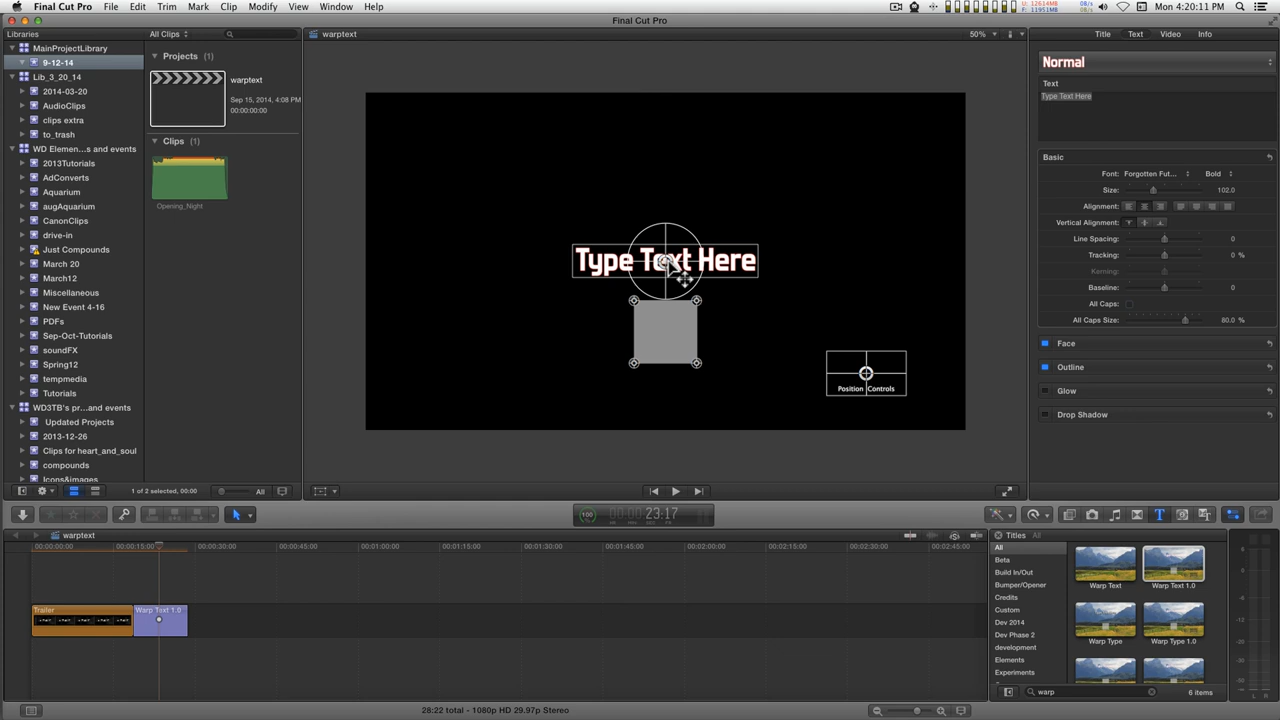 Final Cut Pro File Edit Trim Mark Clip Modify View Window Help Mon 4:20:11 PM
Final Cut Pro
Libraries All Clips warptext 50% Title Text Video Info
MainProjectLibrary
9-12-14
Lib_3_20_14
2014-03-20
AudioClips
clips extra
to_trash
WD Elemen...s and events
2013Tutorials
AdConverts
Aquarium
augAquarium
CanonClips
drive-in
Just Compounds
March 20
March12
Miscellaneous
New Event 4-16
PDFs
Sep-Oct-Tutorials
soundFX
Spring12
tempmedia
Tutorials
WD3TB's pr...and events
Updated Projects
2013-12-26
Clips for heart_and_soul
compounds
Icons&images
Projects (1)
warptext
Sep 15, 2014, 4:08 PM
00:00:00:00
Clips (1)
Opening_Night
1 of 2 selected, 00:00 All
Type Text Here
Position Controls
Normal
Text
Type Text Here
Basic
Font: Forgotten Fut... Bold
Size: 102.0
Alignment:
Vertical Alignment:
Line Spacing: 0
Tracking: 0 %
Kerning:
Baseline: 0
All Caps:
All Caps Size: 80.0 %
Face
Outline
Glow
Drop Shadow
100 23:17
warptext
00:00:00:00 00:00:15:00 00:00:30:00 00:00:45:00 00:01:00:00 00:01:15:00 00:01:30:00 00:01:45:00 00:02:00:00 00:02:15:00 00:02:30:00 00:02:45:00
Trailer Warp Text 1.0
Titles All
All
Beta
Build In/Out
Bumper/Opener
Credits
Custom
Dev 2014
Dev Phase 2
development
Elements
Experiments
Warp Text Warp Text 1.0
Warp Type Warp Type 1.0
warp 6 items
28:22 total - 1080p HD 29.97p Stereo